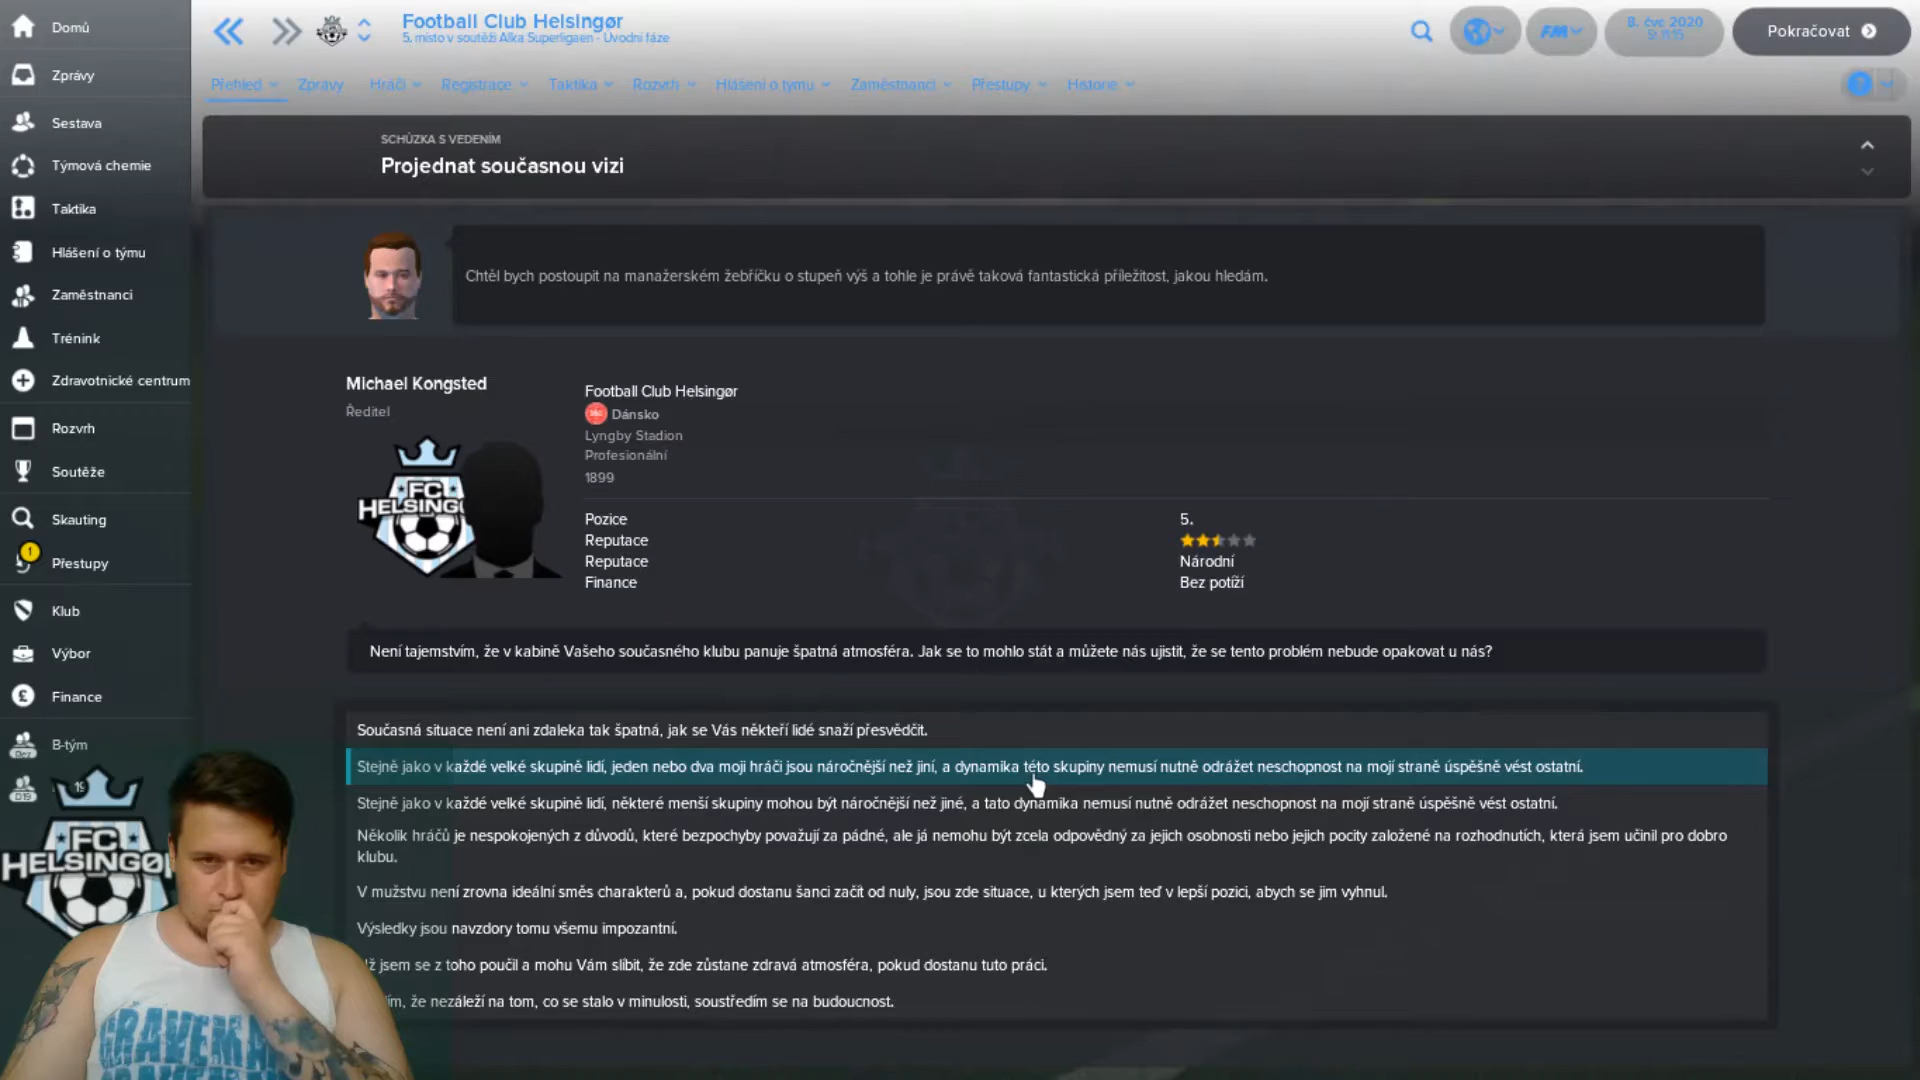 Domů
Zprávy
Sestava
Týmová chemie
Taktika
Hlášení o týmu
Zaměstnanci
Trénink
Zdravotnické centrum
Rozvrh
Soutěže
Skauting
1
Přestupy
Klub
Výbor
Finance
B-tým
Football Club Helsingør
5. místo v soutěži Alka Superligaen - Úvodní fáze
FM
8. čvc 2020
Pokračovat
Přehled
Zprávy
Hráči
Registrace
Taktika
Rozvrh
Hlášení o týmu
Zaměstnanci
Přestupy
Historie
?
SCHŮZKA S VEDENÍM
Projednat současnou vizi
Chtěl bych postoupit na manažerském žebříčku o stupeň výš a tohle je právě taková fantastická příležitost, jakou hledám.
Michael Kongsted
Ředitel
FC
HELSING
Football Club Helsingør
Dánsko
Lyngby Stadion
Profesionální
1899
Pozice 5.
Reputace
Reputace Národní
Finance Bez potíží
Není tajemstvím, že v kabině Vašeho současného klubu panuje špatná atmosféra. Jak se to mohlo stát a můžete nás ujistit, že se tento problém nebude opakovat u nás?
Současná situace není ani zdaleka tak špatná, jak se Vás někteří lidé snaží přesvědčit.
Stejně jako v každé velké skupině lidí, jeden nebo dva moji hráči jsou náročnější než jiní, a dynamika této skupiny nemusí nutně odrážet neschopnost na mojí straně úspěšně vést ostatní.
Stejně jako v každé velké skupině lidí, některé menší skupiny mohou být náročnější než jiné, a tato dynamika nemusí nutně odrážet neschopnost na mojí straně úspěšně vést ostatní.
Několik hráčů je nespokojených z důvodů, které bezpochyby považují za pádné, ale já nemohu být zcela odpovědný za jejich osobnosti nebo jejich pocity založené na rozhodnutích, která jsem učinil pro dobro
klubu.
V mužstvu není zrovna ideální směs charakterů a, pokud dostanu šanci začít od nuly, jsou zde situace, u kterých jsem teď v lepší pozici, abych se jim vyhnul.
Výsledky jsou navzdory tomu všemu impozantní.
jsem se z toho poučil a mohu Vám slíbit, že zde zůstane zdravá atmosféra, pokud dostanu tuto práci.
že nezáleží na tom, co se stalo v minulosti, soustředím se na budoucnost.
FC
HELSINGØ